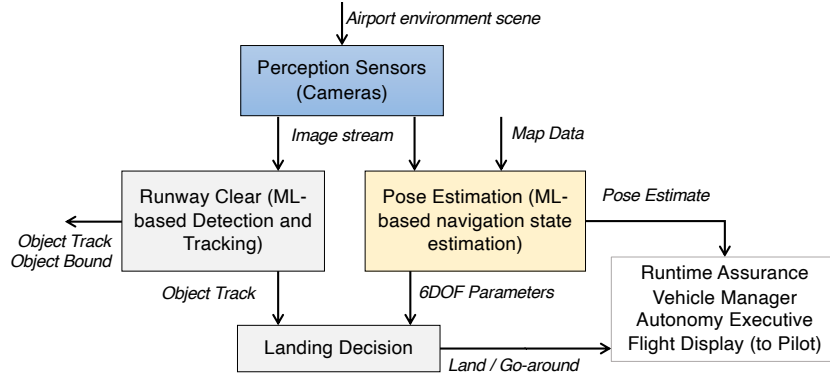 Airport environment scene
Perception Sensors
(Cameras)
Image stream
Map Data
Runway Clear (ML-
based Detection and
Tracking)
Pose Estimation (ML-
based navigation state
estimation)
Pose Estimate
Object Track
Object Bound
Object Track
6DOF Parameters
Runtime Assurance
Vehicle Manager
Autonomy Executive
Flight Display (to Pilot)
Landing Decision
Land / Go-around